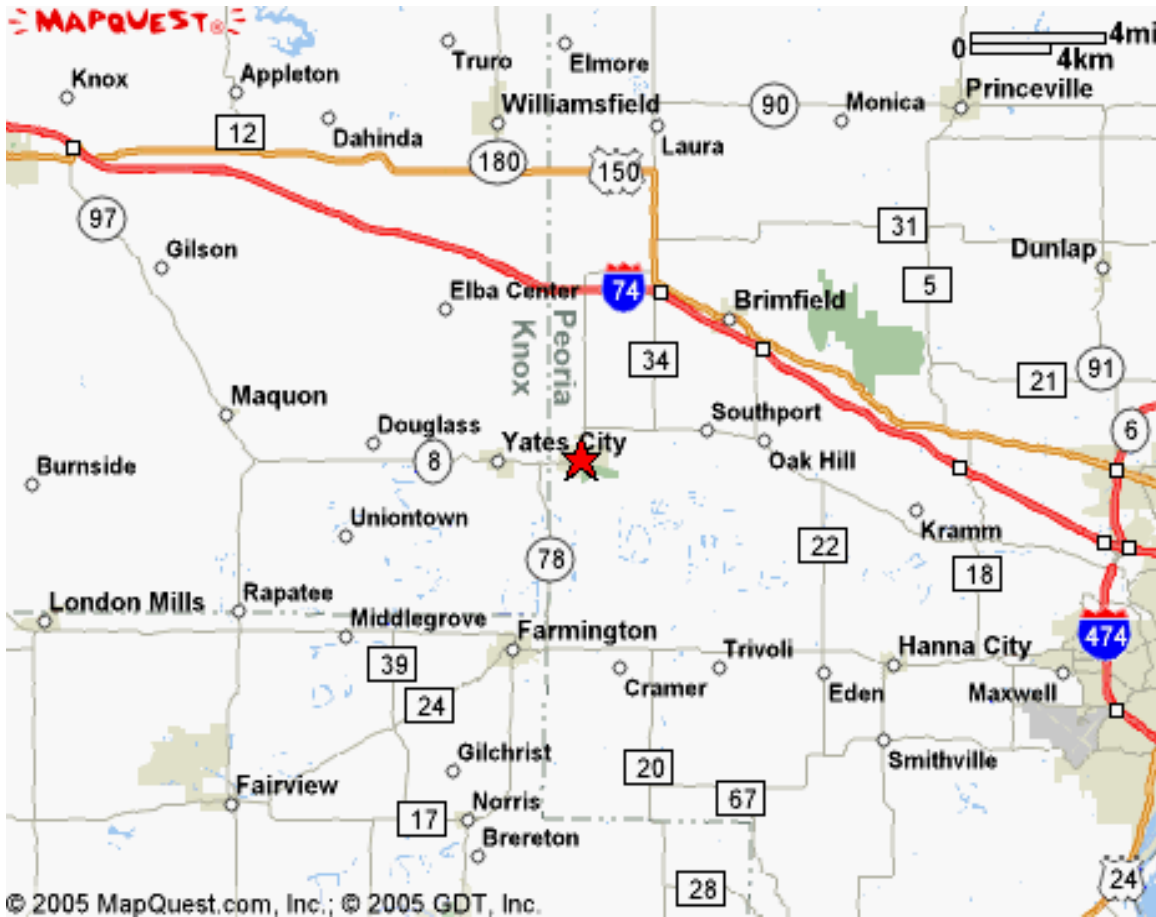 MAPQUEST®
0 4mi
4km
Knox
Appleton
Truro
Elmore
Williamsfield
90
Monica
Princeville
12
Dahinda
180
150
Laura
97
Gilson
31
Dunlap
Elba Center
74
Brimfield
5
Peoria
Knox
34
21
91
Maquon
Douglass
Yates City
Southport
6
8
Oak Hill
Burnside
Uniontown
Kramm
78
22
18
London Mills
Rapatee
Middlegrove
Farmington
Trivoli
Hanna City
474
39
Cramer
Eden
Maxwell
24
Gilchrist
20
Smithville
Fairview
Norris
67
17
Brereton
28
24
© 2005 MapQuest.com, Inc.; © 2005 GDT, Inc.